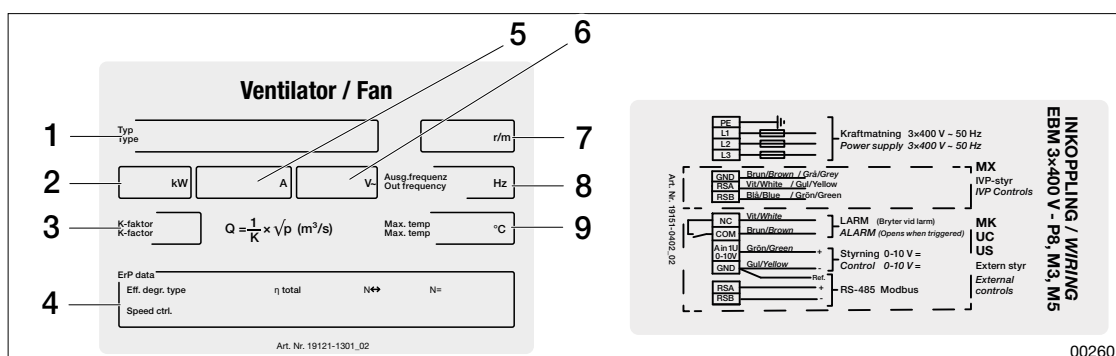 5
6
Ventilator / Fan
1
Typ
Type
r/m
7
2
kW
A
V~
Ausg.frequenz
Out frequency
Hz
8
3
K-faktor
K-factor
Q = 1/K × √p (m³/s)
Max. temp
Max. temp
°C
9
4
ErP data
Eff. degr. type
η total
N↔
N=
Speed ctrl.
Art. Nr. 19121-1301_02
PE
L1
L2
L3
Kraftmatning 3×400 V ~ 50 Hz
Power supply 3×400 V ~ 50 Hz
GND
Brun/Brown / Grå/Grey
RSA
Vit/White / Gul/Yellow
RSB
Blå/Blue / Grön/Green
MX
IVP-styr
IVP Controls
NC
Vit/White
COM
Brun/Brown
LARM (Bryter vid larm)
ALARM (Opens when triggered)
A in 1U
0-10V
Grön/Green +
GND
Gul/Yellow -
Ref.
Styrning 0-10 V =
Control 0-10 V =
RSA +
RSB -
RS-485 Modbus
MK
UC
US
Extern styr
External
controls
Art. Nr. 19151-0402_02
INKOPPLING / WIRING
EBM 3×400 V - P8, M3, M5
00260